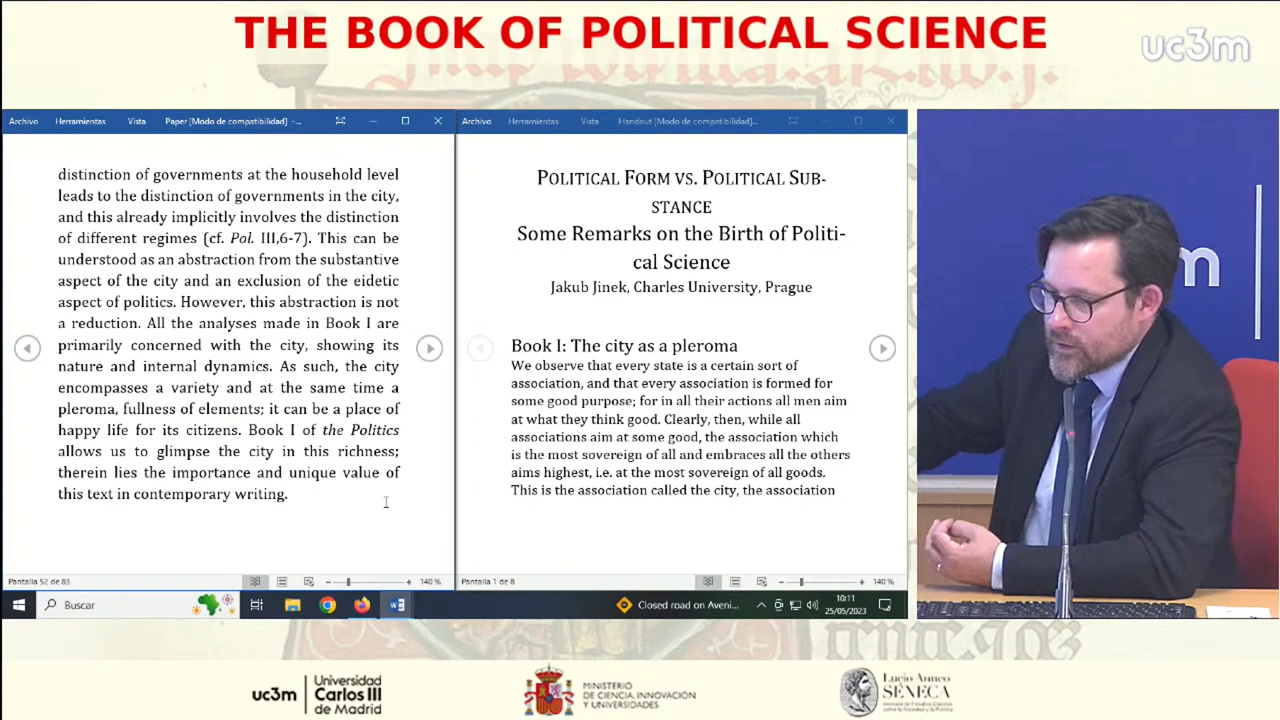 THE BOOK OF POLITICAL SCIENCE
uc3m
Archivo Herramientas Vista Paper [Modo de compatibilidad] -...
distinction of governments at the household level
leads to the distinction of governments in the city,
and this already implicitly involves the distinction
of different regimes (cf. Pol. III,6-7). This can be
understood as an abstraction from the substantive
aspect of the city and an exclusion of the eidetic
aspect of politics. However, this abstraction is not
a reduction. All the analyses made in Book I are
primarily concerned with the city, showing its
nature and internal dynamics. As such, the city
encompasses a variety and at the same time a
pleroma, fullness of elements; it can be a place of
happy life for its citizens. Book I of the Politics
allows us to glimpse the city in this richness;
therein lies the importance and unique value of
this text in contemporary writing.
Pantalla 52 de 83
140 %
Archivo Herramientas Vista Handout [Modo de compatibilidad]...
POLITICAL FORM VS. POLITICAL SUB-
STANCE
Some Remarks on the Birth of Politi-
cal Science
Jakub Jinek, Charles University, Prague
Book I: The city as a pleroma
We observe that every state is a certain sort of
association, and that every association is formed for
some good purpose; for in all their actions all men aim
at what they think good. Clearly, then, while all
associations aim at some good, the association which
is the most sovereign of all and embraces all the others
aims highest, i.e. at the most sovereign of all goods.
This is the association called the city, the association
Pantalla 1 de 8
140 %
Buscar
Closed road on Aveni...
10:11
25/05/2023
m
uc3m
Universidad
Carlos III
de Madrid
MINISTERIO
DE CIENCIA, INNOVACIÓN
Y UNIVERSIDADES
Lucio Anneo
SÉNECA